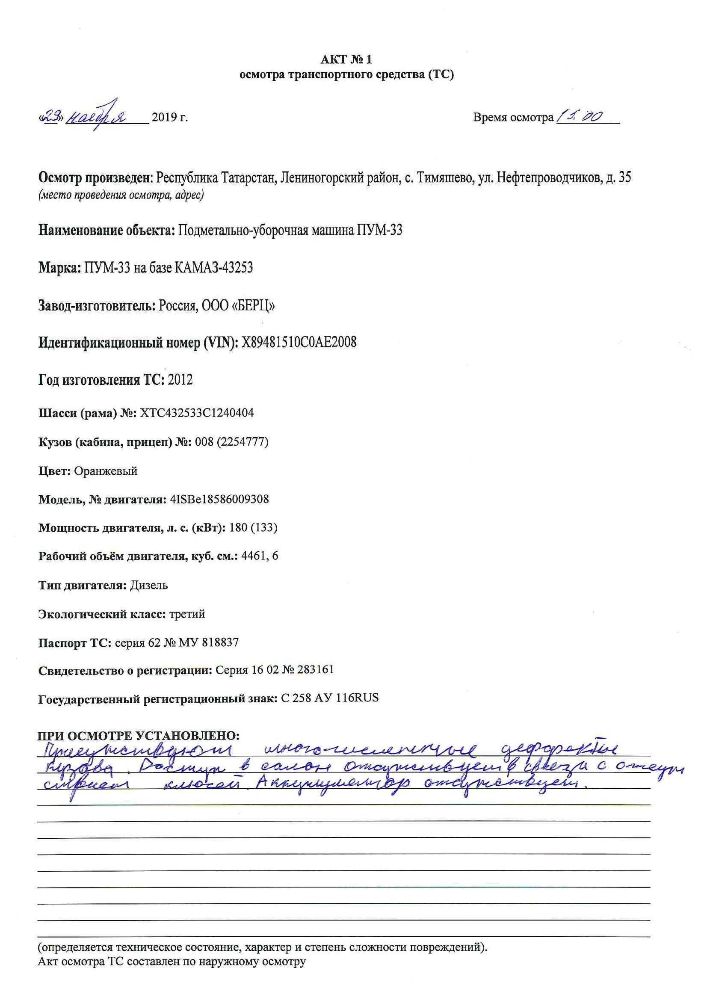 АКТ № 1
осмотра транспортного средства (ТС)
«29» ноября 2019 г. Время осмотра 15.00
Осмотр произведен: Республика Татарстан, Лениногорский район, с. Тимяшево, ул. Нефтепроводчиков, д. 35
(место проведения осмотра, адрес)
Наименование объекта: Подметально-уборочная машина ПУМ-33
Марка: ПУМ-33 на базе КАМАЗ-43253
Завод-изготовитель: Россия, ООО «БЕРЦ»
Идентификационный номер (VIN): X89481510C0AE2008
Год изготовления ТС: 2012
Шасси (рама) №: XTC432533C1240404
Кузов (кабина, прицеп) №: 008 (2254777)
Цвет: Оранжевый
Модель, № двигателя: 4ISBe18586009308
Мощность двигателя, л. с. (кВт): 180 (133)
Рабочий объём двигателя, куб. см.: 4461, 6
Тип двигателя: Дизель
Экологический класс: третий
Паспорт ТС: серия 62 № МУ 818837
Свидетельство о регистрации: Серия 16 02 № 283161
Государственный регистрационный знак: С 258 АУ 116RUS
ПРИ ОСМОТРЕ УСТАНОВЛЕНО:
Присутствуют многочисленные дефекты
кузова. Доступ в салон отсутствует в связи с отсут
ствием ключей. Аккумулятор отсутствует.
(определяется техническое состояние, характер и степень сложности повреждений).
Акт осмотра ТС составлен по наружному осмотру